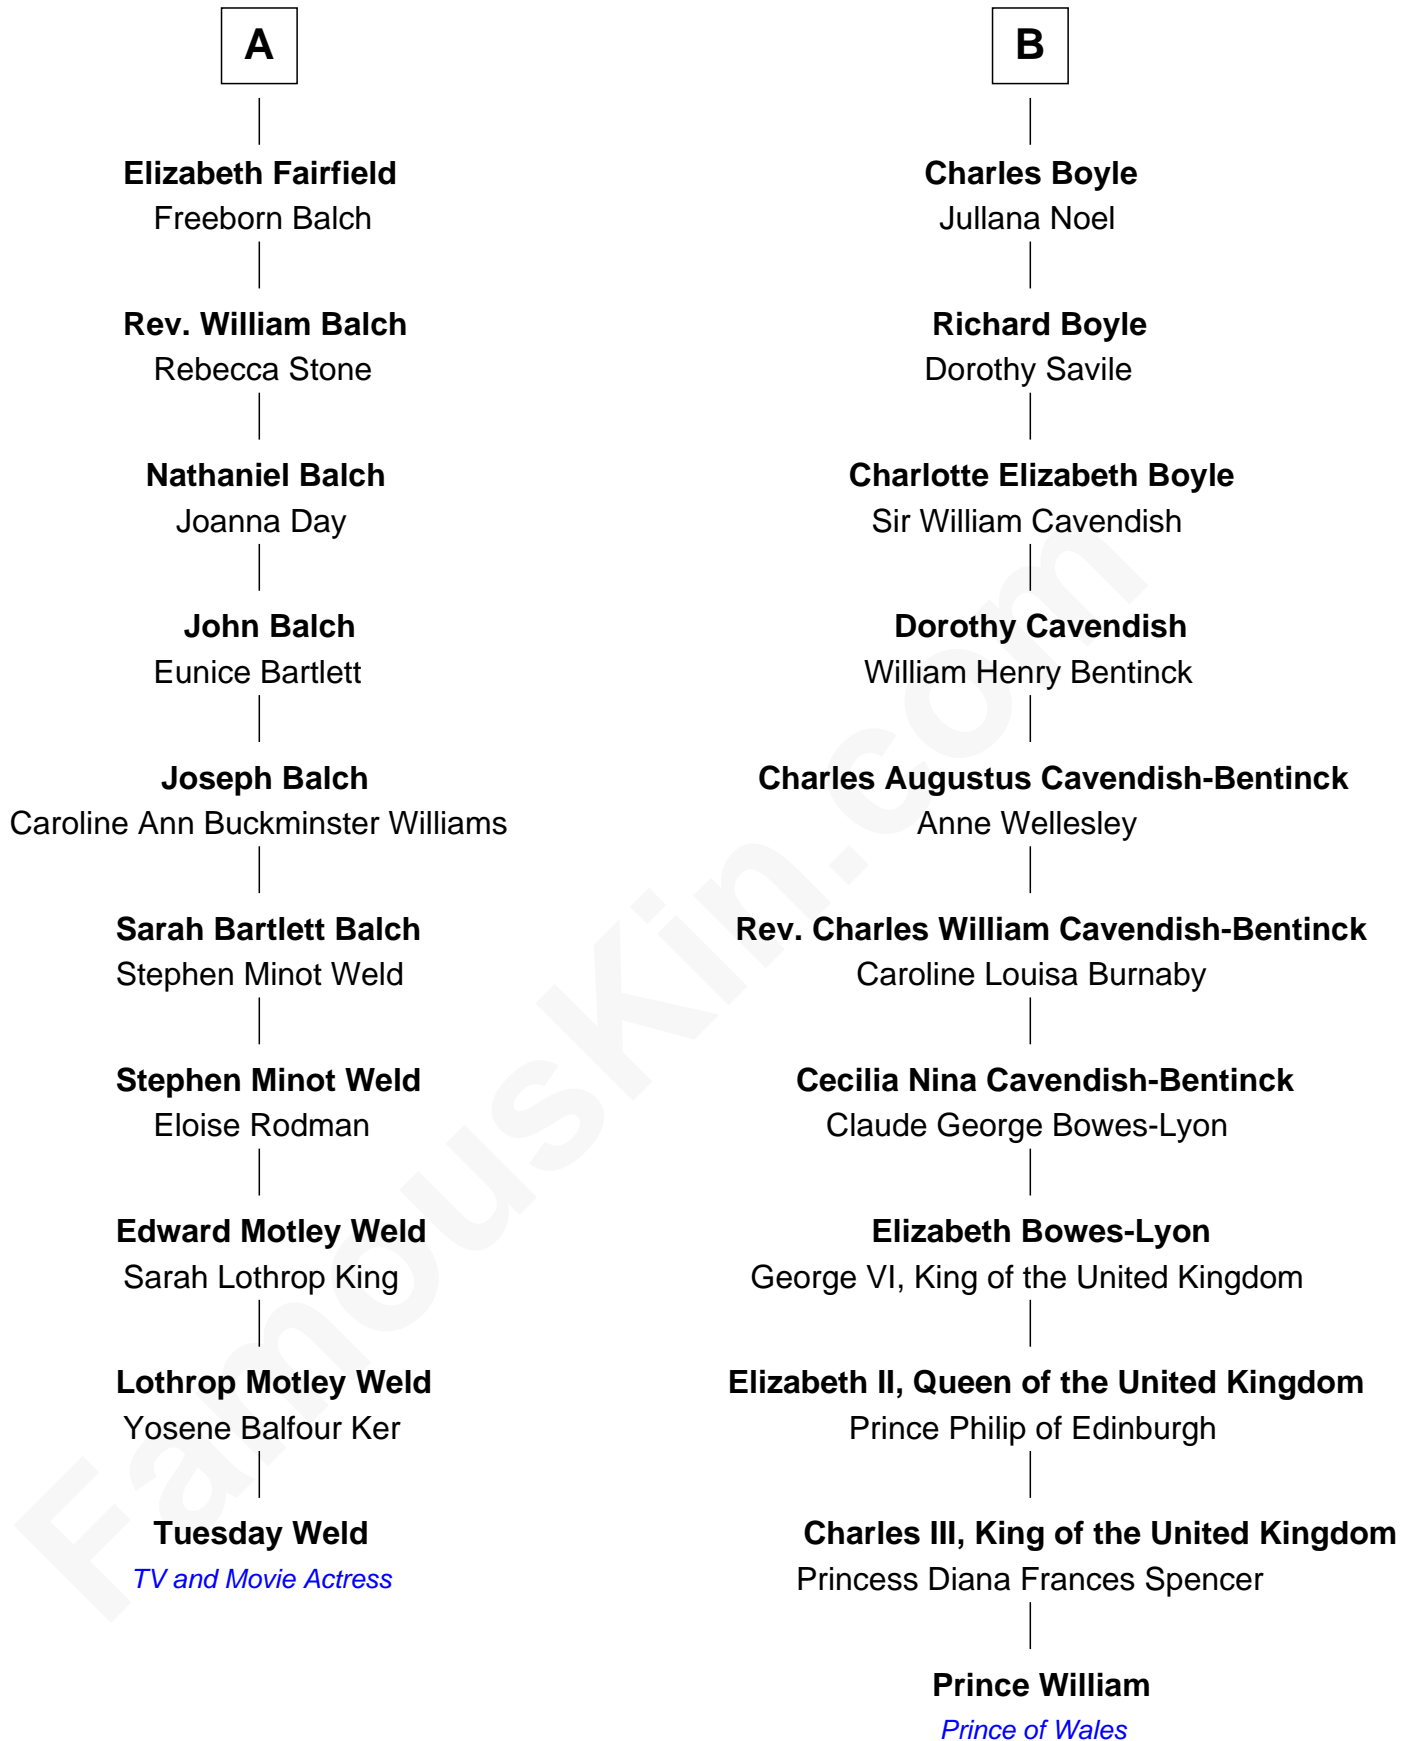 A
Elizabeth Fairfield
Freeborn Balch
Rev. William Balch
Rebecca Stone
Nathaniel Balch
Joanna Day
John Balch
Eunice Bartlett
Joseph Balch
Caroline Ann Buckminster Williams
Sarah Bartlett Balch
Stephen Minot Weld
Stephen Minot Weld
Eloise Rodman
Edward Motley Weld
Sarah Lothrop King
Lothrop Motley Weld
Yosene Balfour Ker
Tuesday Weld
TV and Movie Actress
B
Charles Boyle
Jullana Noel
Richard Boyle
Dorothy Savile
Charlotte Elizabeth Boyle
Sir William Cavendish
Dorothy Cavendish
William Henry Bentinck
Charles Augustus Cavendish-Bentinck
Anne Wellesley
Rev. Charles William Cavendish-Bentinck
Caroline Louisa Burnaby
Cecilia Nina Cavendish-Bentinck
Claude George Bowes-Lyon
Elizabeth Bowes-Lyon
George VI, King of the United Kingdom
Elizabeth II, Queen of the United Kingdom
Prince Philip of Edinburgh
Charles III, King of the United Kingdom
Princess Diana Frances Spencer
Prince William
Prince of Wales
FamousKin.com